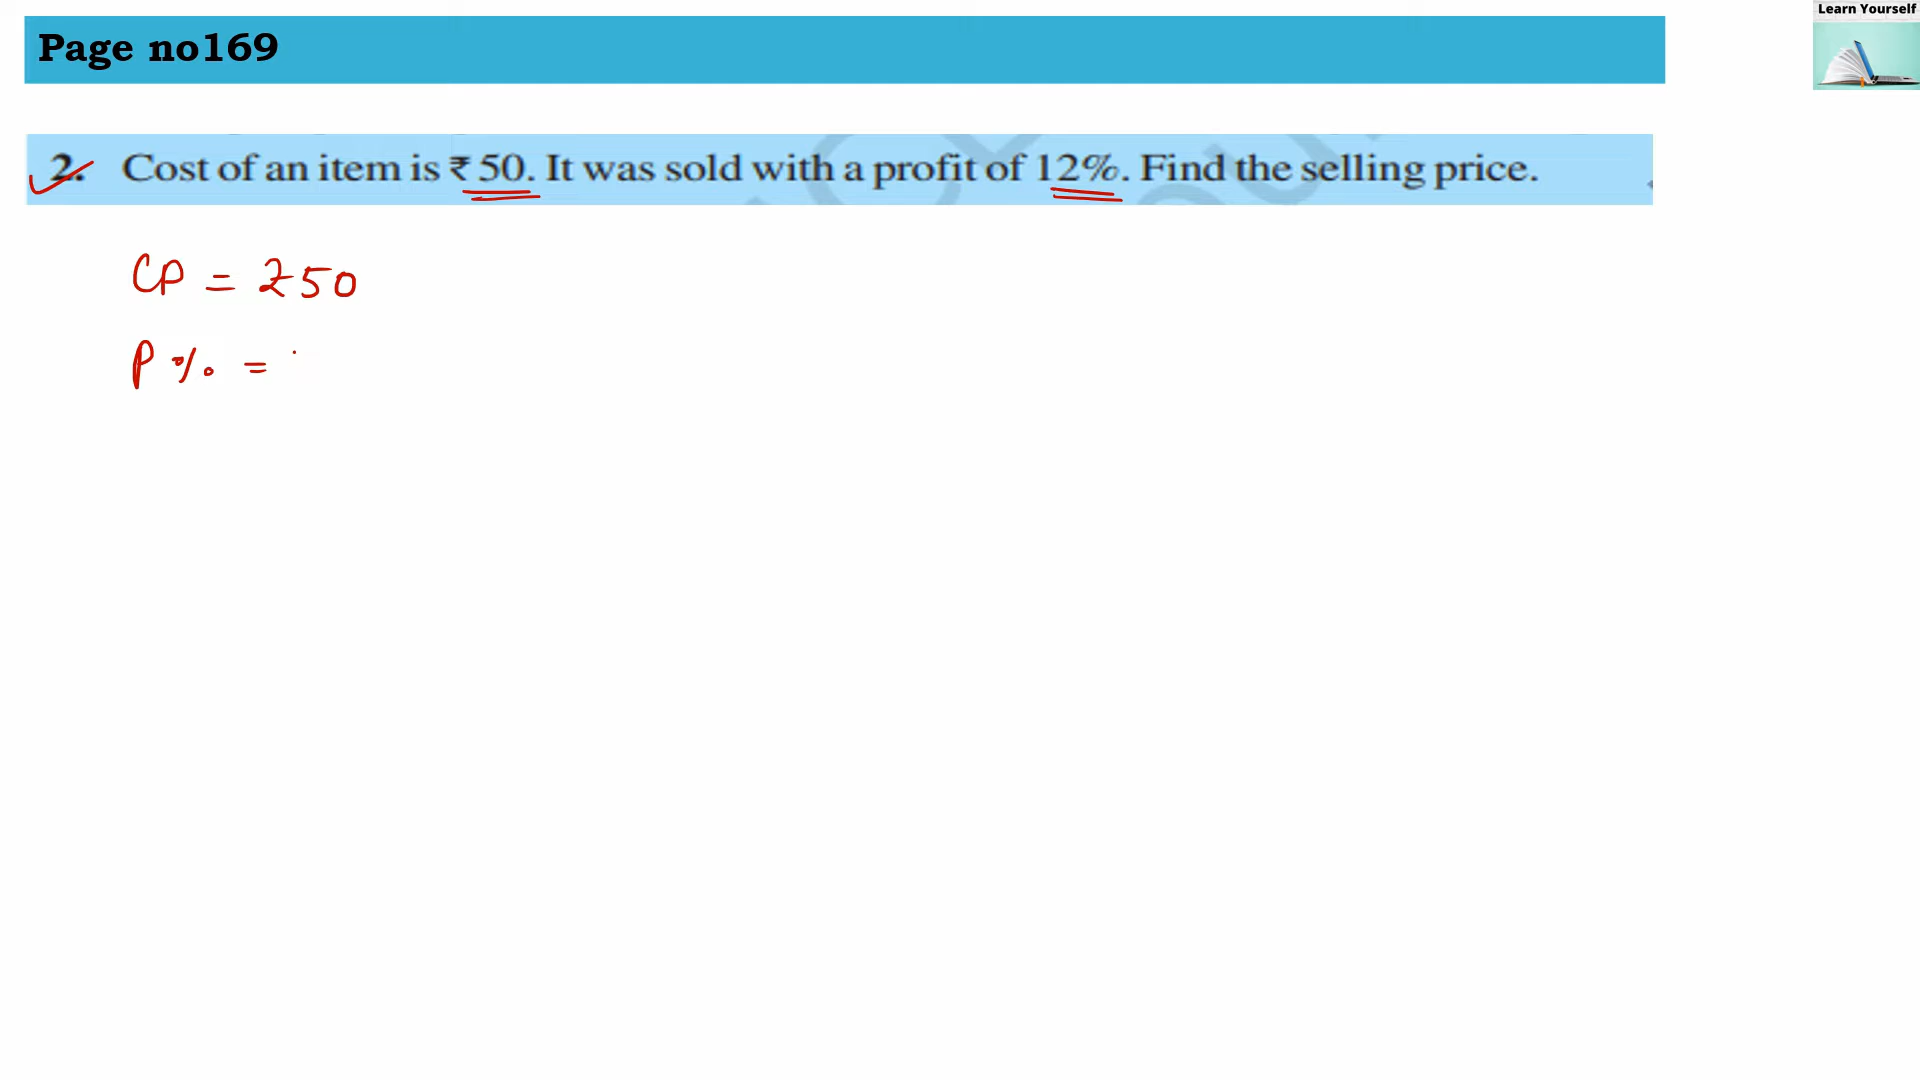 Learn Yourself
Page no169
2. Cost of an item is ₹ 50. It was sold with a profit of 12%. Find the selling price.
CP = ₹50
P % =